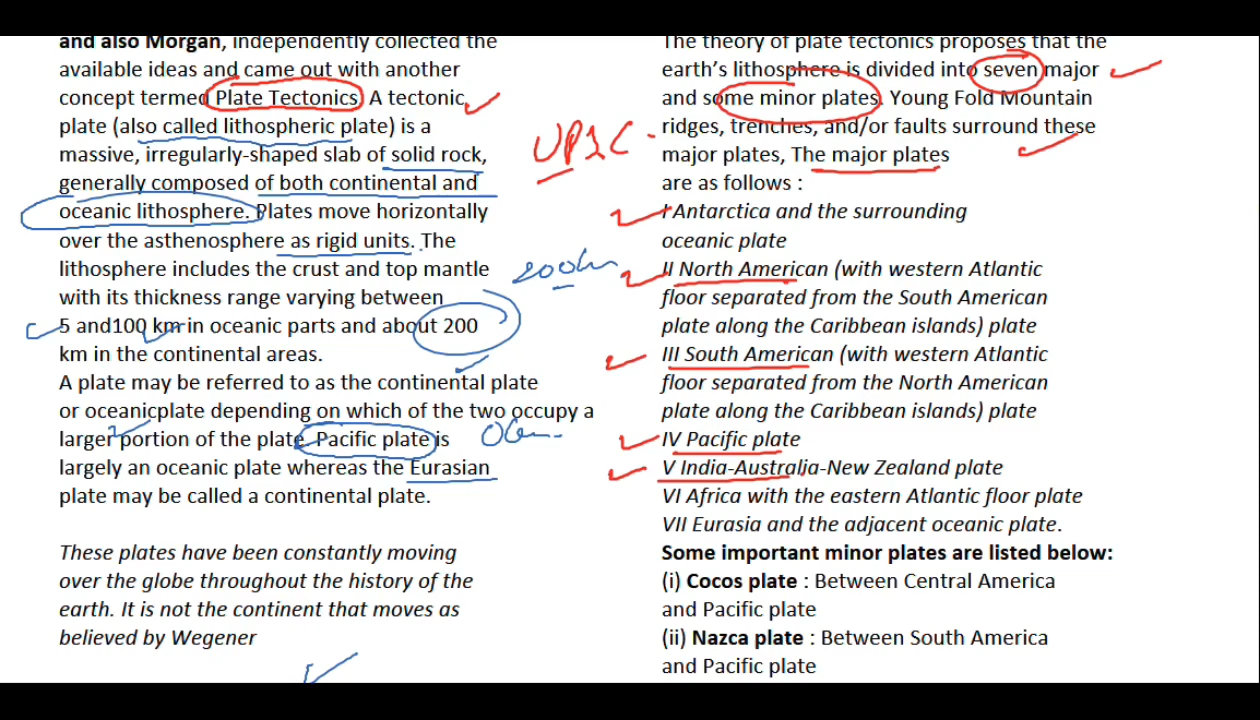 and also Morgan, independently collected the
available ideas and came out with another
concept termed Plate Tectonics. A tectonic
plate (also called lithospheric plate) is a
massive, irregularly-shaped slab of solid rock,
generally composed of both continental and
oceanic lithosphere. Plates move horizontally
over the asthenosphere as rigid units. The
lithosphere includes the crust and top mantle
with its thickness range varying between
5 and100 km in oceanic parts and about 200
km in the continental areas.
A plate may be referred to as the continental plate
or oceanicplate depending on which of the two occupy a
larger portion of the plate. Pacific plate is
largely an oceanic plate whereas the Eurasian
plate may be called a continental plate.
These plates have been constantly moving
over the globe throughout the history of the
earth. It is not the continent that moves as
believed by Wegener
UPSC
200km
The theory of plate tectonics proposes that the
earth's lithosphere is divided into seven major
and some minor plates. Young Fold Mountain
ridges, trenches, and/or faults surround these
major plates, The major plates
are as follows :
I Antarctica and the surrounding
oceanic plate
II North American (with western Atlantic
floor separated from the South American
plate along the Caribbean islands) plate
III South American (with western Atlantic
floor separated from the North American
plate along the Caribbean islands) plate
IV Pacific plate
V India-Australia-New Zealand plate
VI Africa with the eastern Atlantic floor plate
VII Eurasia and the adjacent oceanic plate.
Some important minor plates are listed below:
(i) Cocos plate : Between Central America
and Pacific plate
(ii) Nazca plate : Between South America
and Pacific plate